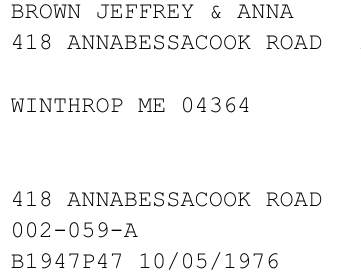 BROWN JEFFREY & ANNA
418 ANNABESSACOOK ROAD
WINTHROP ME 04364
418 ANNABESSACOOK ROAD
002-059-A
B1947P47 10/05/1976